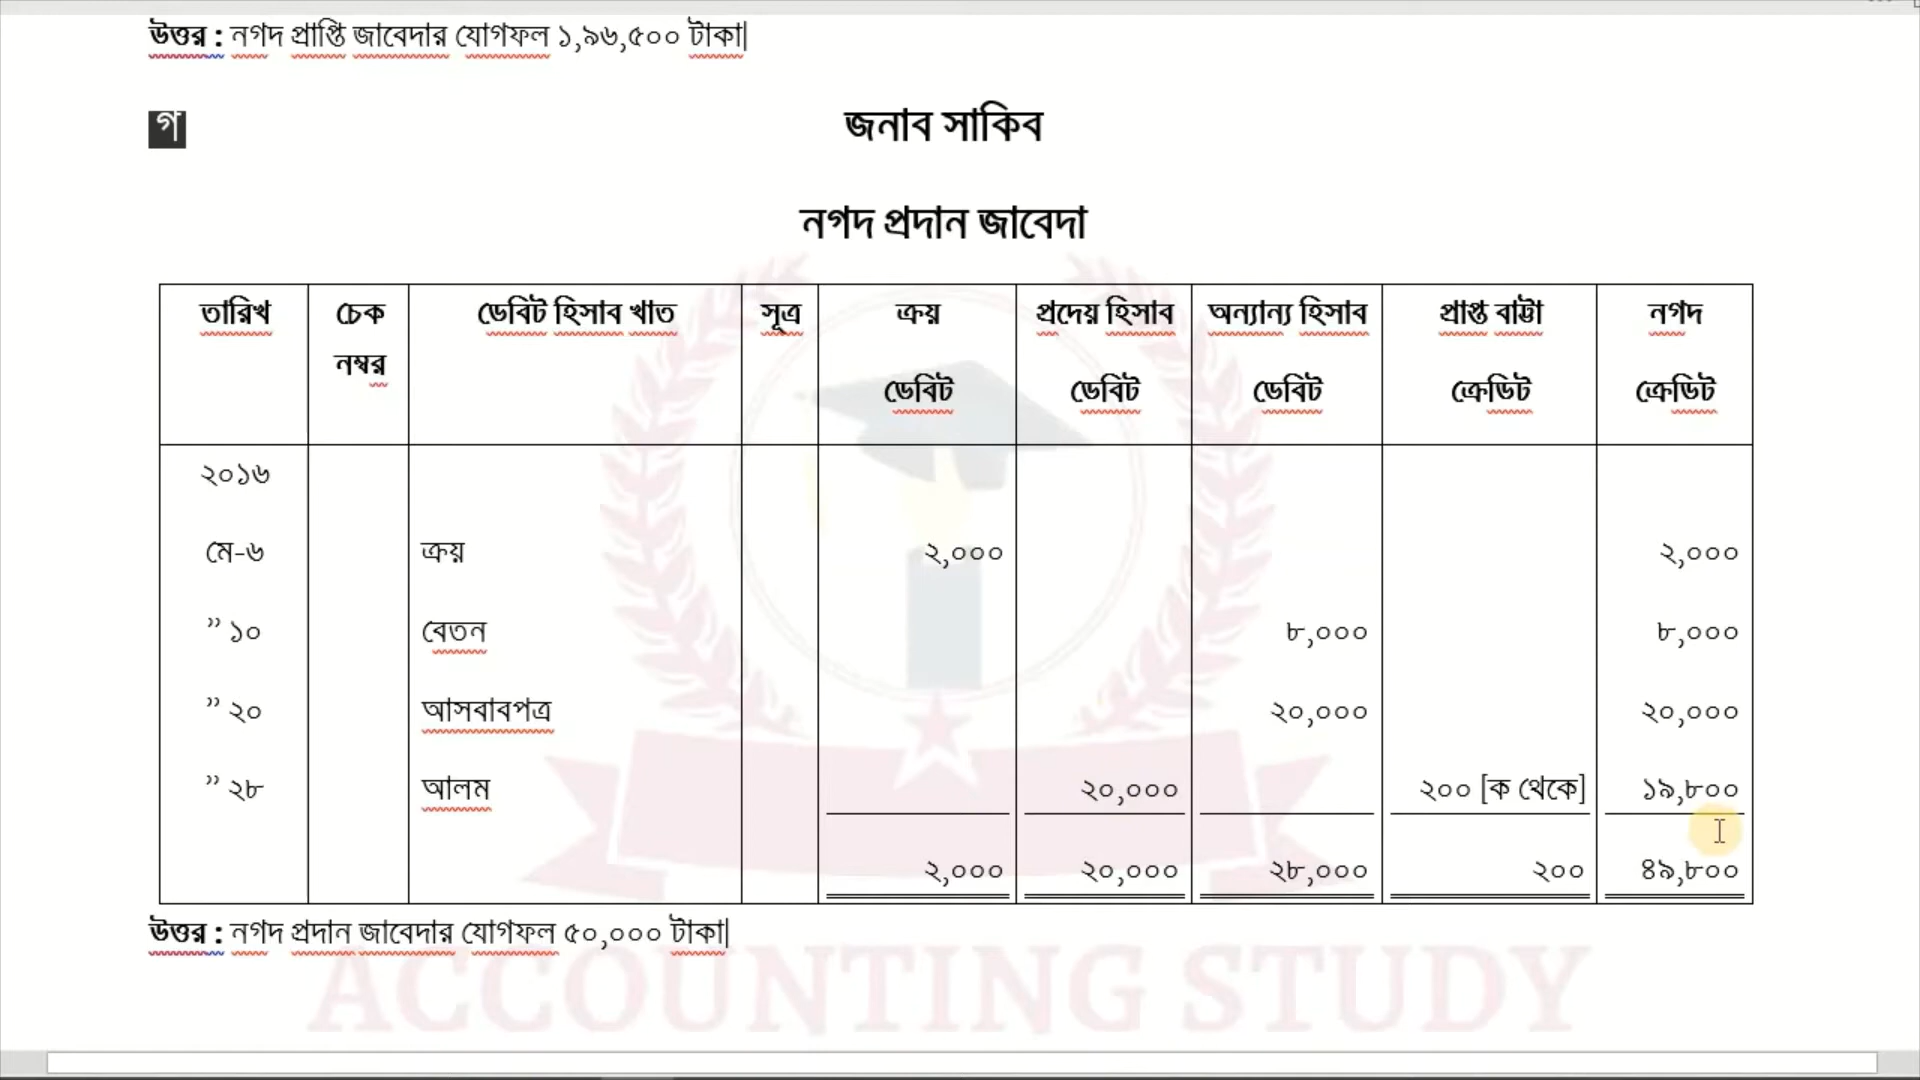 উত্তর : নগদ প্রাপ্তি জাবেদার যোগফল ১,৯৬,৫০০ টাকা|
গ
জনাব সাকিব
নগদ প্রদান জাবেদা
তারিখ চেক নম্বর ডেবিট হিসাব খাত সূত্র ক্রয় ডেবিট প্রদেয় হিসাব ডেবিট অন্যান্য হিসাব ডেবিট প্রাপ্ত বাট্টা ক্রেডিট নগদ ক্রেডিট
২০১৬
মে-৬ ক্রয় ২,০০০ ২,০০০
” ১০ বেতন ৮,০০০ ৮,০০০
” ২০ আসবাবপত্র ২০,০০০ ২০,০০০
” ২৮ আলম ২০,০০০ ২০০ [ক থেকে] ১৯,৮০০
২,০০০ ২০,০০০ ২৮,০০০ ২০০ ৪৯,৮০০
উত্তর : নগদ প্রদান জাবেদার যোগফল ৫০,০০০ টাকা|
ACCOUNTING STUDY